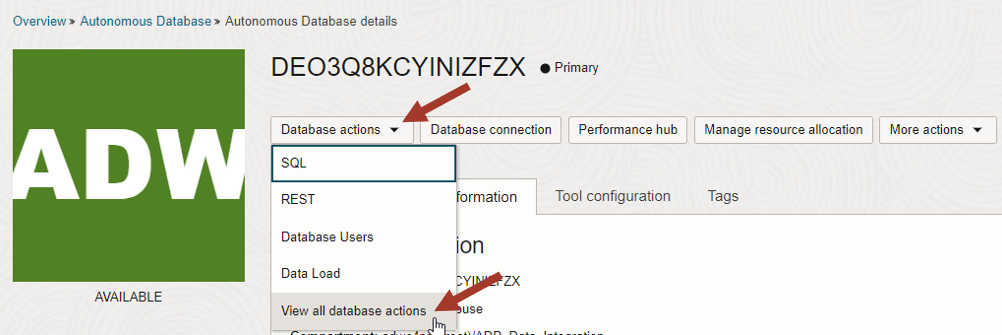 Overview » Autonomous Database » Autonomous Database details
ADW
AVAILABLE
DEO3Q8KCYINIZFZX ● Primary
Database actions Database connection Performance hub Manage resource allocation More actions
SQL
REST
Database Users
Data Load
View all database actions
formation Tool configuration Tags
ion
CYINIZFZX
ouse